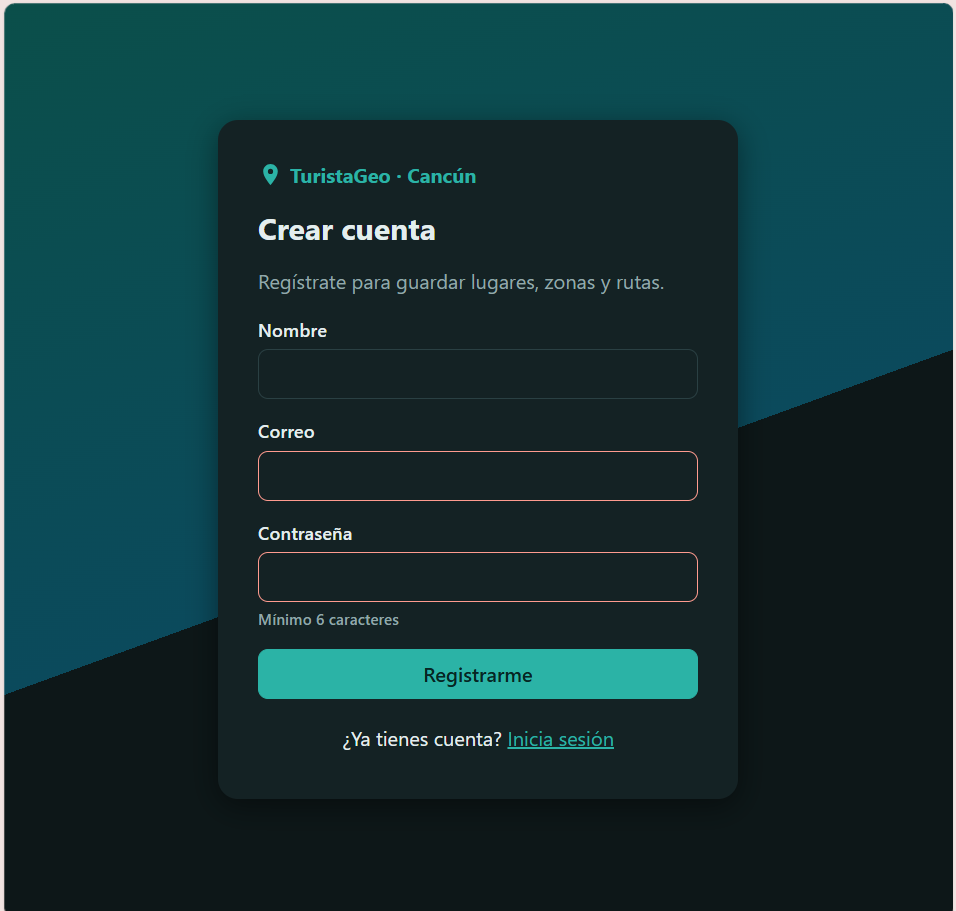 TuristaGeo · Cancún
Crear cuenta
Regístrate para guardar lugares, zonas y rutas.
Nombre
Correo
Contraseña
Mínimo 6 caracteres
Registrarme
¿Ya tienes cuenta? Inicia sesión